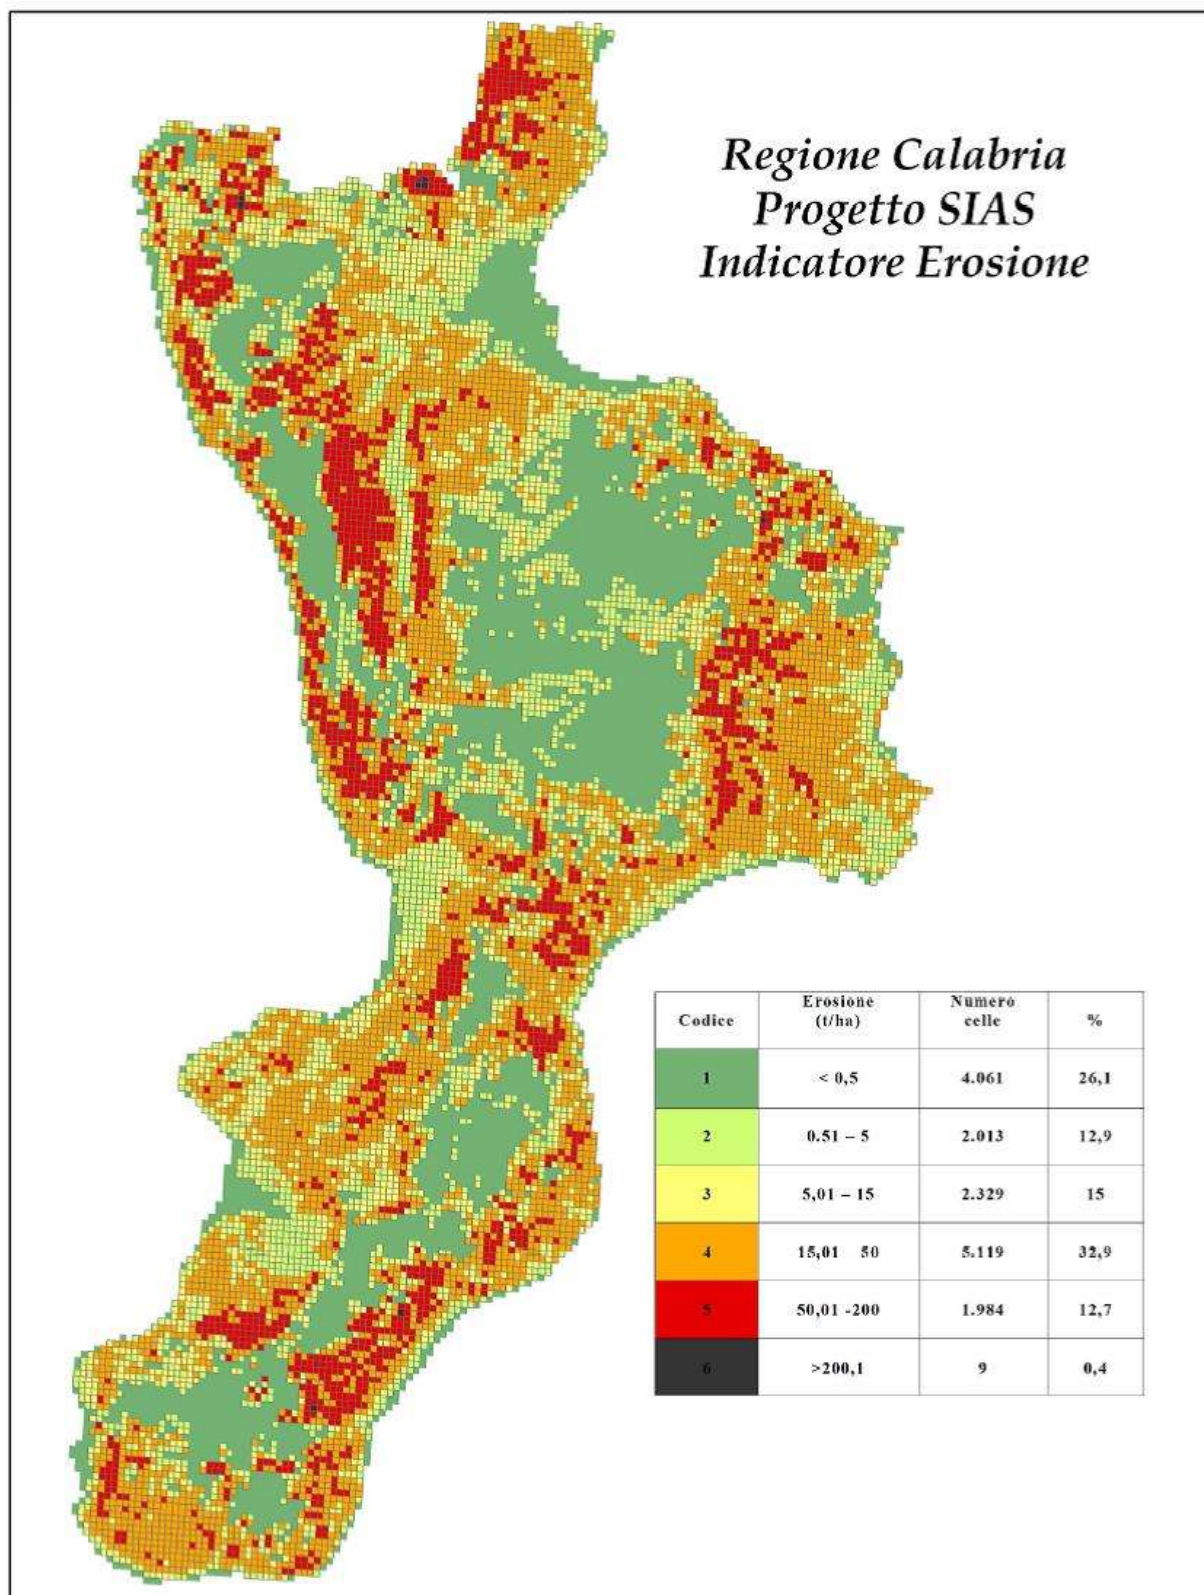 Regione Calabria
Progetto SIAS
Indicatore Erosione
Codice Erosione (t/ha) Numero celle %
1 < 0,5 4.061 26,1
2 0.51 – 5 2.013 12,9
3 5,01 – 15 2.329 15
4 15,01 50 5.119 32,9
5 50,01 -200 1.984 12,7
6 >200,1 9 0,4